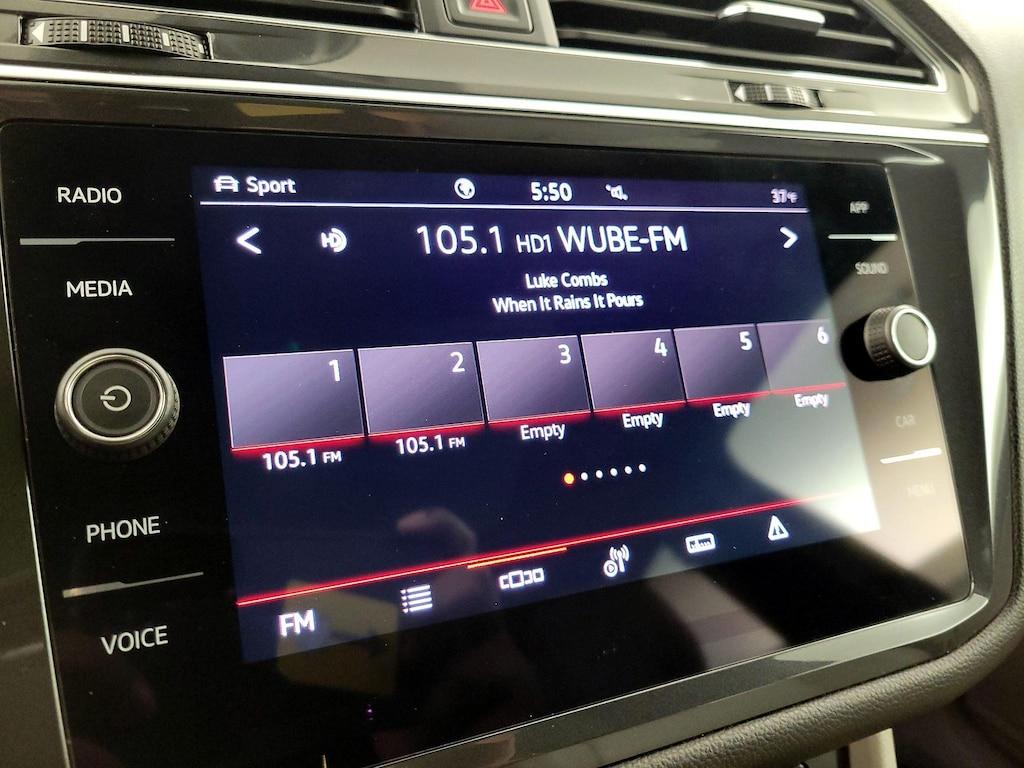 Sport 5:50 37°F
RADIO
APP
105.1 HD1 WUBE-FM
SOUND
MEDIA
Luke Combs
When It Rains It Pours
1 2 3 4 5 6
105.1 FM 105.1 FM Empty Empty Empty Empty
CAR
MENU
PHONE
FM
VOICE